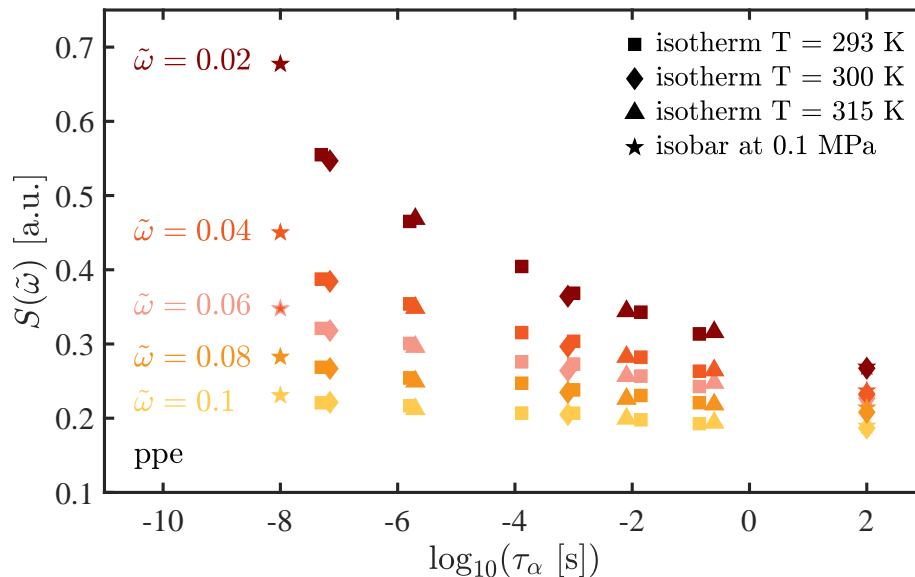 0.7
0.6
0.5
0.4
0.3
0.2
0.1
S(ω̃) [a.u.]
ω̃ = 0.02
ω̃ = 0.04
ω̃ = 0.06
ω̃ = 0.08
ω̃ = 0.1
ppe
isotherm T = 293 K
isotherm T = 300 K
isotherm T = 315 K
isobar at 0.1 MPa
-10 -8 -6 -4 -2 0 2
log₁₀(τ_α [s])